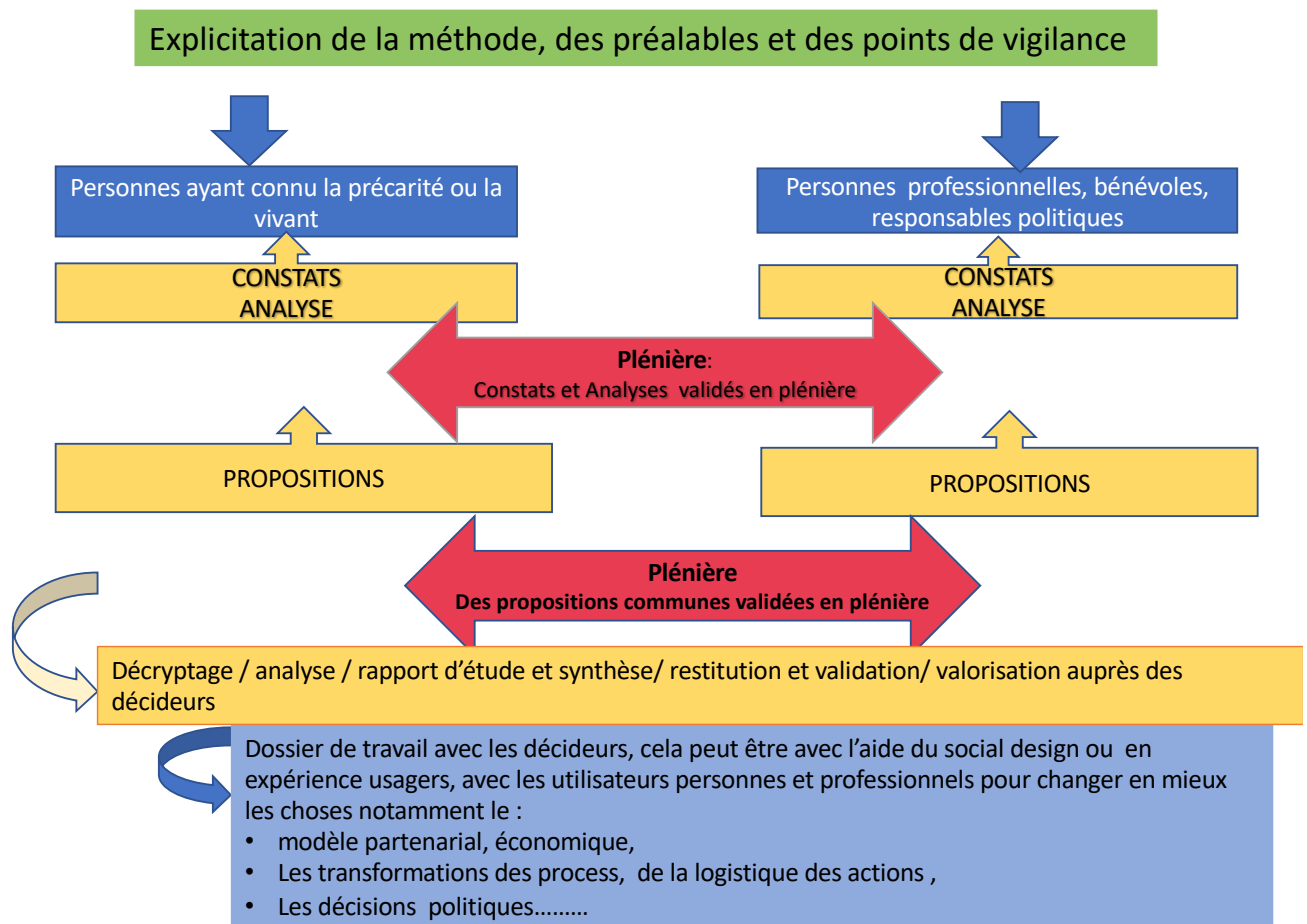 Explicitation de la méthode, des préalables et des points de vigilance
Personnes ayant connu la précarité ou la
vivant
Personnes professionnelles, bénévoles,
responsables politiques
CONSTATS
ANALYSE
CONSTATS
ANALYSE
Plénière:
Constats et Analyses validés en plénière
PROPOSITIONS
PROPOSITIONS
Plénière
Des propositions communes validées en plénière
Décryptage / analyse / rapport d’étude et synthèse/ restitution et validation/ valorisation auprès des
décideurs
Dossier de travail avec les décideurs, cela peut être avec l’aide du social design ou en
expérience usagers, avec les utilisateurs personnes et professionnels pour changer en mieux
les choses notamment le :
• modèle partenarial, économique,
• Les transformations des process, de la logistique des actions ,
• Les décisions politiques………